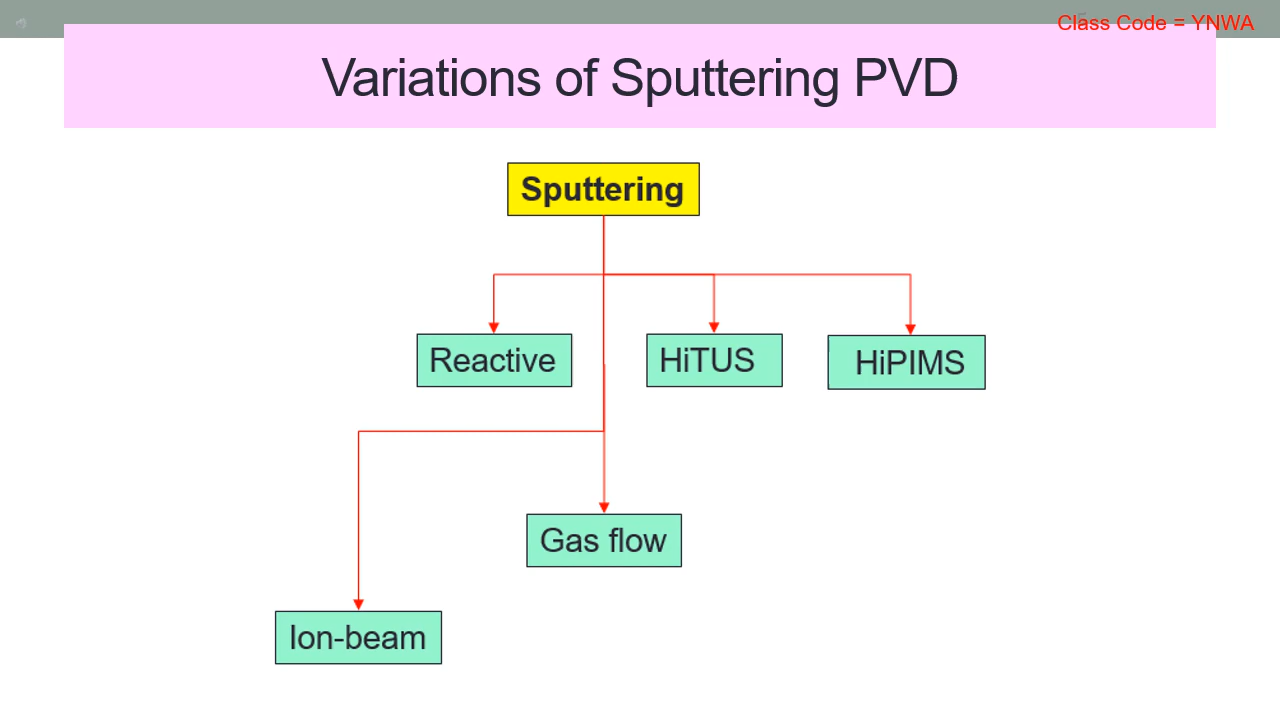 Class Code = YNWA
Variations of Sputtering PVD
Sputtering
Reactive
HiTUS
HiPIMS
Gas flow
Ion-beam